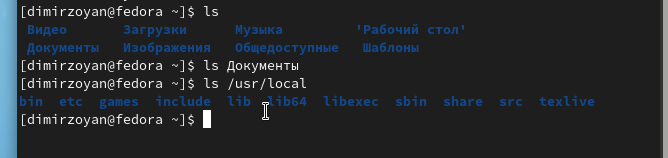 [dimirzoyan@fedora ~]$ ls
Видео Загрузки Музыка 'Рабочий стол'
Документы Изображения Общедоступные Шаблоны
[dimirzoyan@fedora ~]$ ls Документы
[dimirzoyan@fedora ~]$ ls /usr/local
bin etc games include lib lib64 libexec sbin share src texlive
[dimirzoyan@fedora ~]$